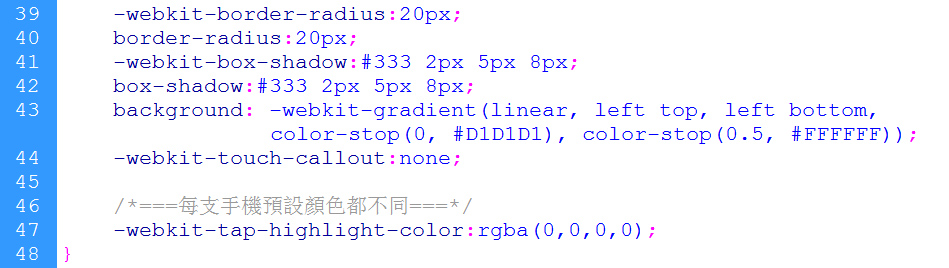 39 -webkit-border-radius:20px;
40 border-radius:20px;
41 -webkit-box-shadow:#333 2px 5px 8px;
42 box-shadow:#333 2px 5px 8px;
43 background: -webkit-gradient(linear, left top, left bottom,
color-stop(0, #D1D1D1), color-stop(0.5, #FFFFFF));
44 -webkit-touch-callout:none;
45
46 /*===每支手機預設顏色都不同===*/
47 -webkit-tap-highlight-color:rgba(0,0,0,0);
48 }